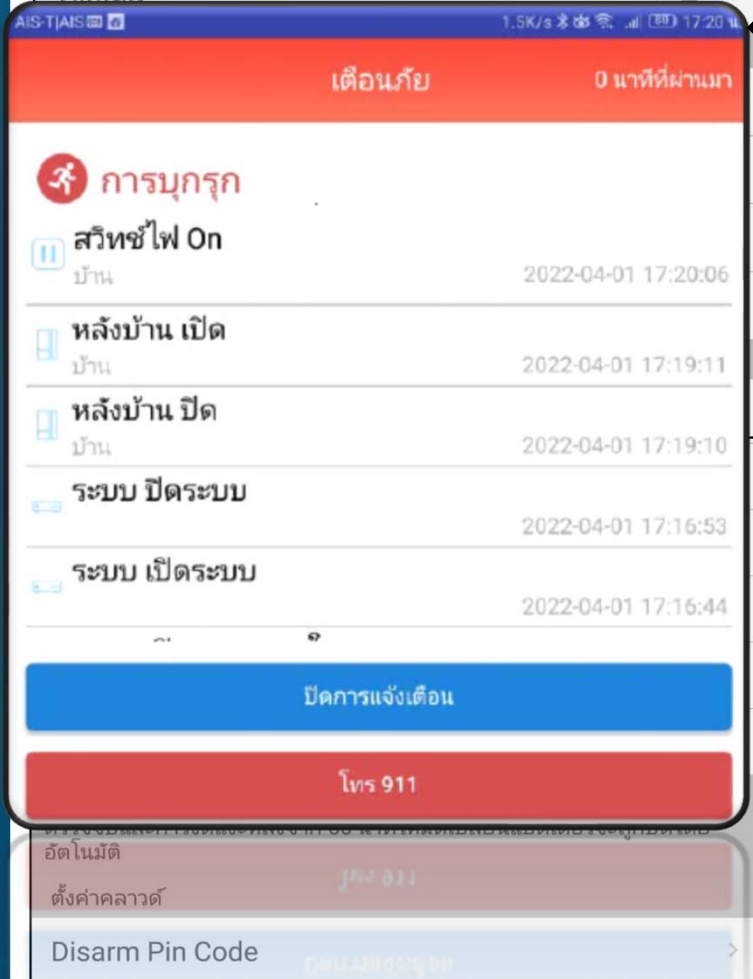 AIS-T|AIS 1.5K/s 80 17:20 น.
เตือนภัย 0 นาทีที่ผ่านมา
การบุกรุก
สวิทช์ไฟ On
บ้าน 2022-04-01 17:20:06
หลังบ้าน เปิด
บ้าน 2022-04-01 17:19:11
หลังบ้าน ปิด
บ้าน 2022-04-01 17:19:10
ระบบ ปิดระบบ
2022-04-01 17:16:53
ระบบ เปิดระบบ
2022-04-01 17:16:44
ปิดการแจ้งเตือน
โทร 911
อัตโนมัติ
ตั้งค่าคลาวด์
Disarm Pin Code